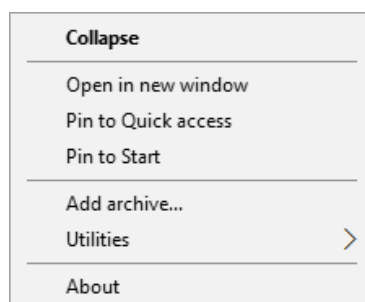 Collapse
Open in new window
Pin to Quick access
Pin to Start
Add archive...
Utilities
About